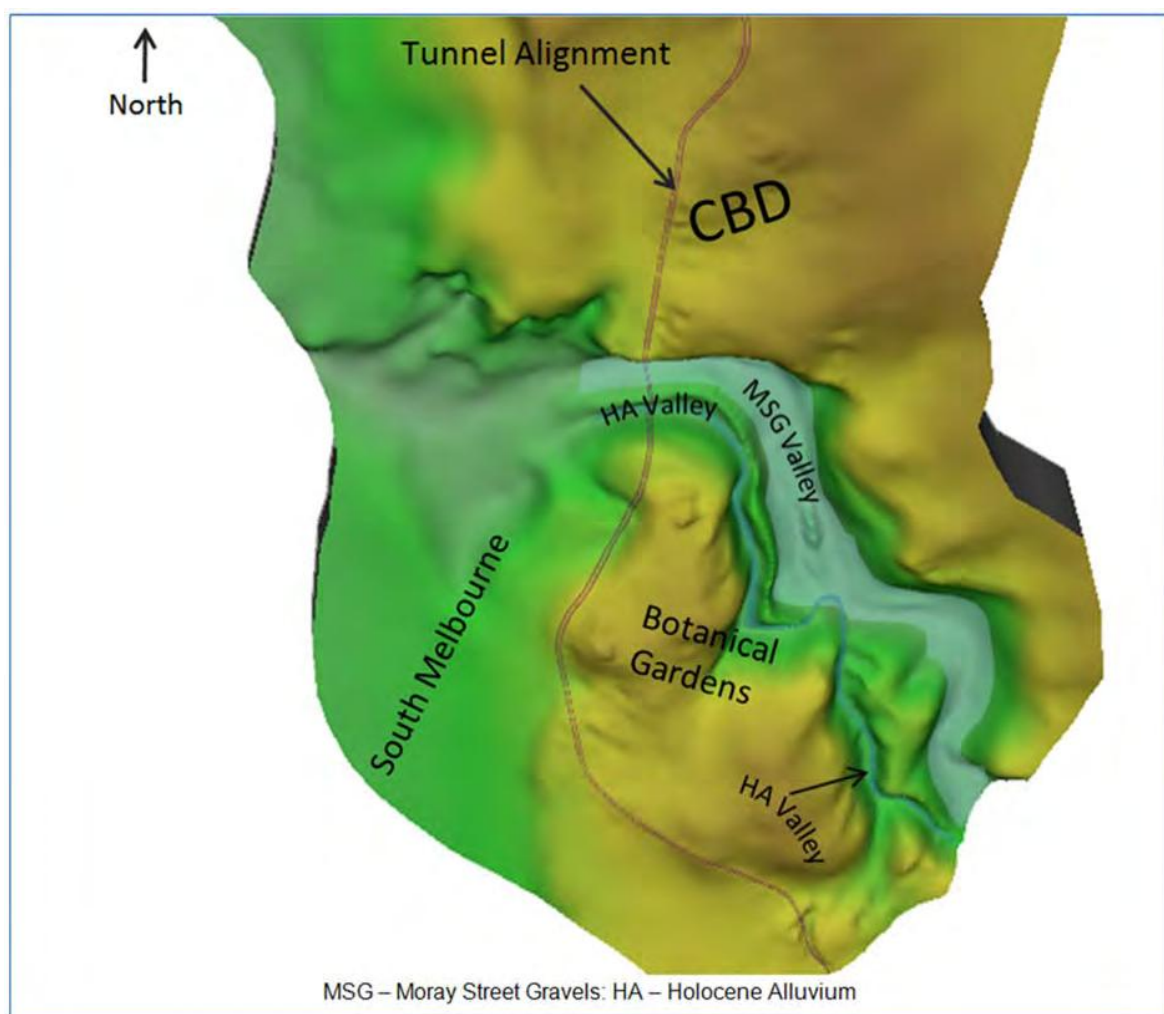 North
Tunnel Alignment
CBD
HA Valley
MSG Valley
South Melbourne
Botanical
Gardens
HA Valley
MSG – Moray Street Gravels: HA – Holocene Alluvium